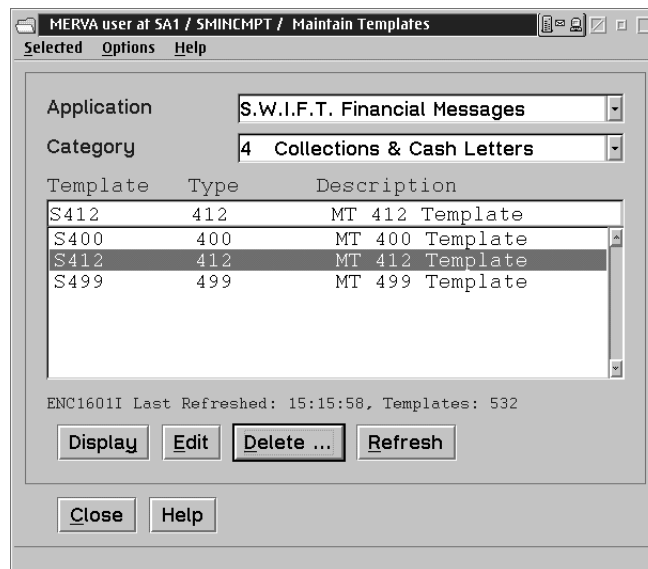 MERVA user at SA1 / SMINCMPT / Maintain Templates
Selected Options Help
Application S.W.I.F.T. Financial Messages
Category 4 Collections & Cash Letters
Template Type Description
S412 412 MT 412 Template
S400 400 MT 400 Template
S412 412 MT 412 Template
S499 499 MT 499 Template
ENC1601I Last Refreshed: 15:15:58, Templates: 532
Display Edit Delete ... Refresh
Close Help